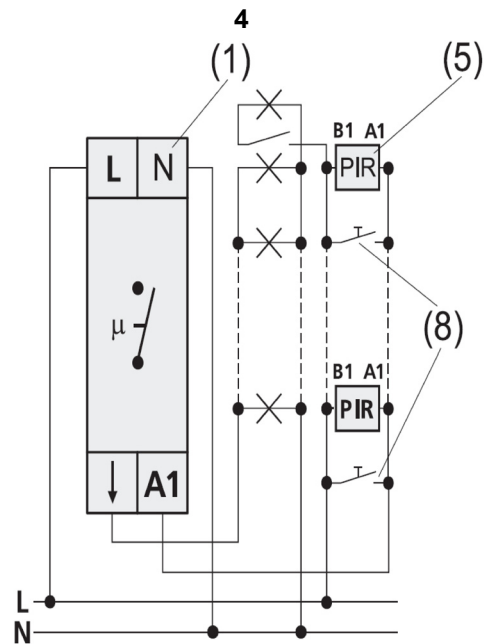 4
(1) (5)
B1 A1
L N PIR
μ
(8)
B1 A1
PIR
↓ A1
L
N